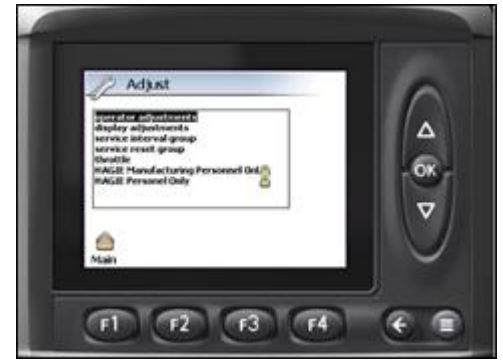 Adjust
operator adjustments
display adjustments
service interval group
service reset group
throttle
HAGIE Manufacturing Personnel Onl
HAGIE Personel Only
Main
OK
F1 F2 F3 F4